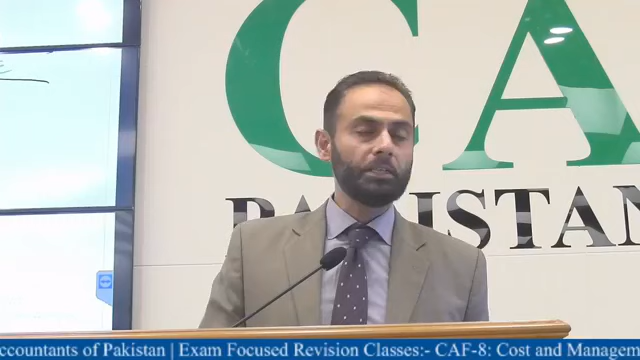 CA
PAKISTAN
ccountants of Pakistan | Exam Focused Revision Classes:- CAF-8: Cost and Managem